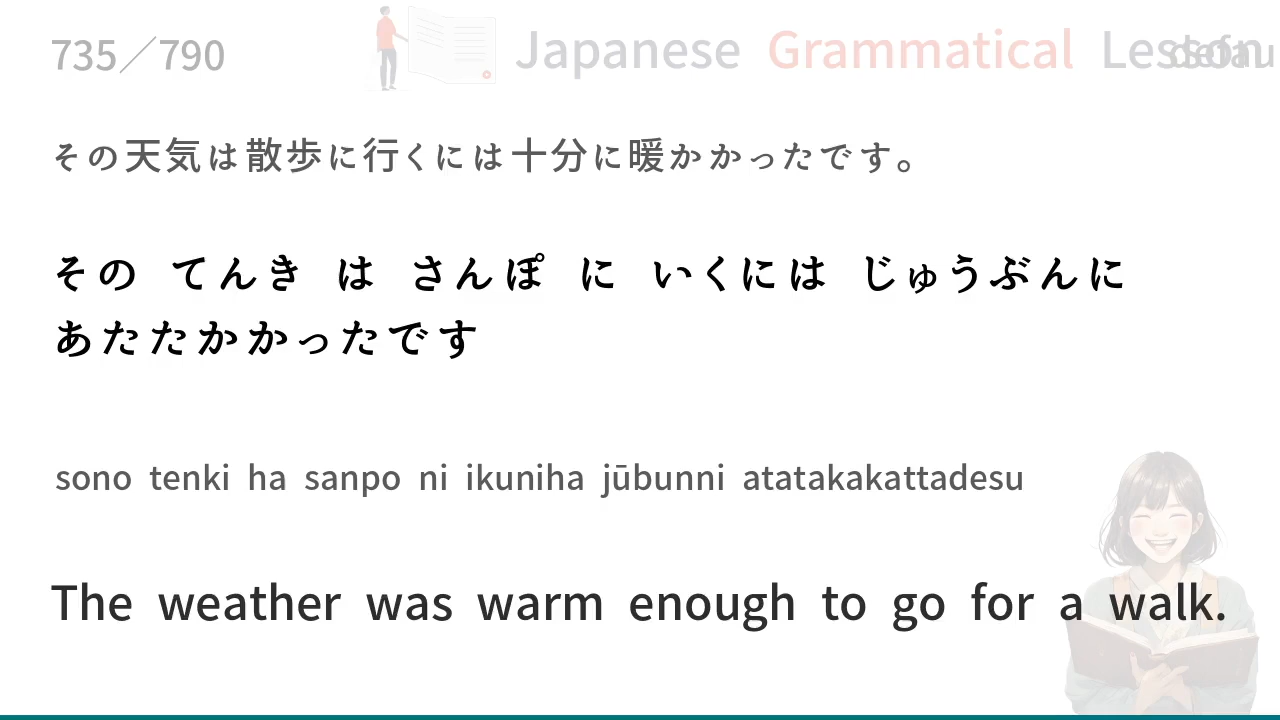 735／790
Japanese Grammatical Lesson
その天気は散歩に行くには十分に暖かかったです。
その てんき は さんぽ に いくには じゅうぶんに
あたたかかったです
sono tenki ha sanpo ni ikuniha jūbunni atatakakattadesu
The weather was warm enough to go for a walk.